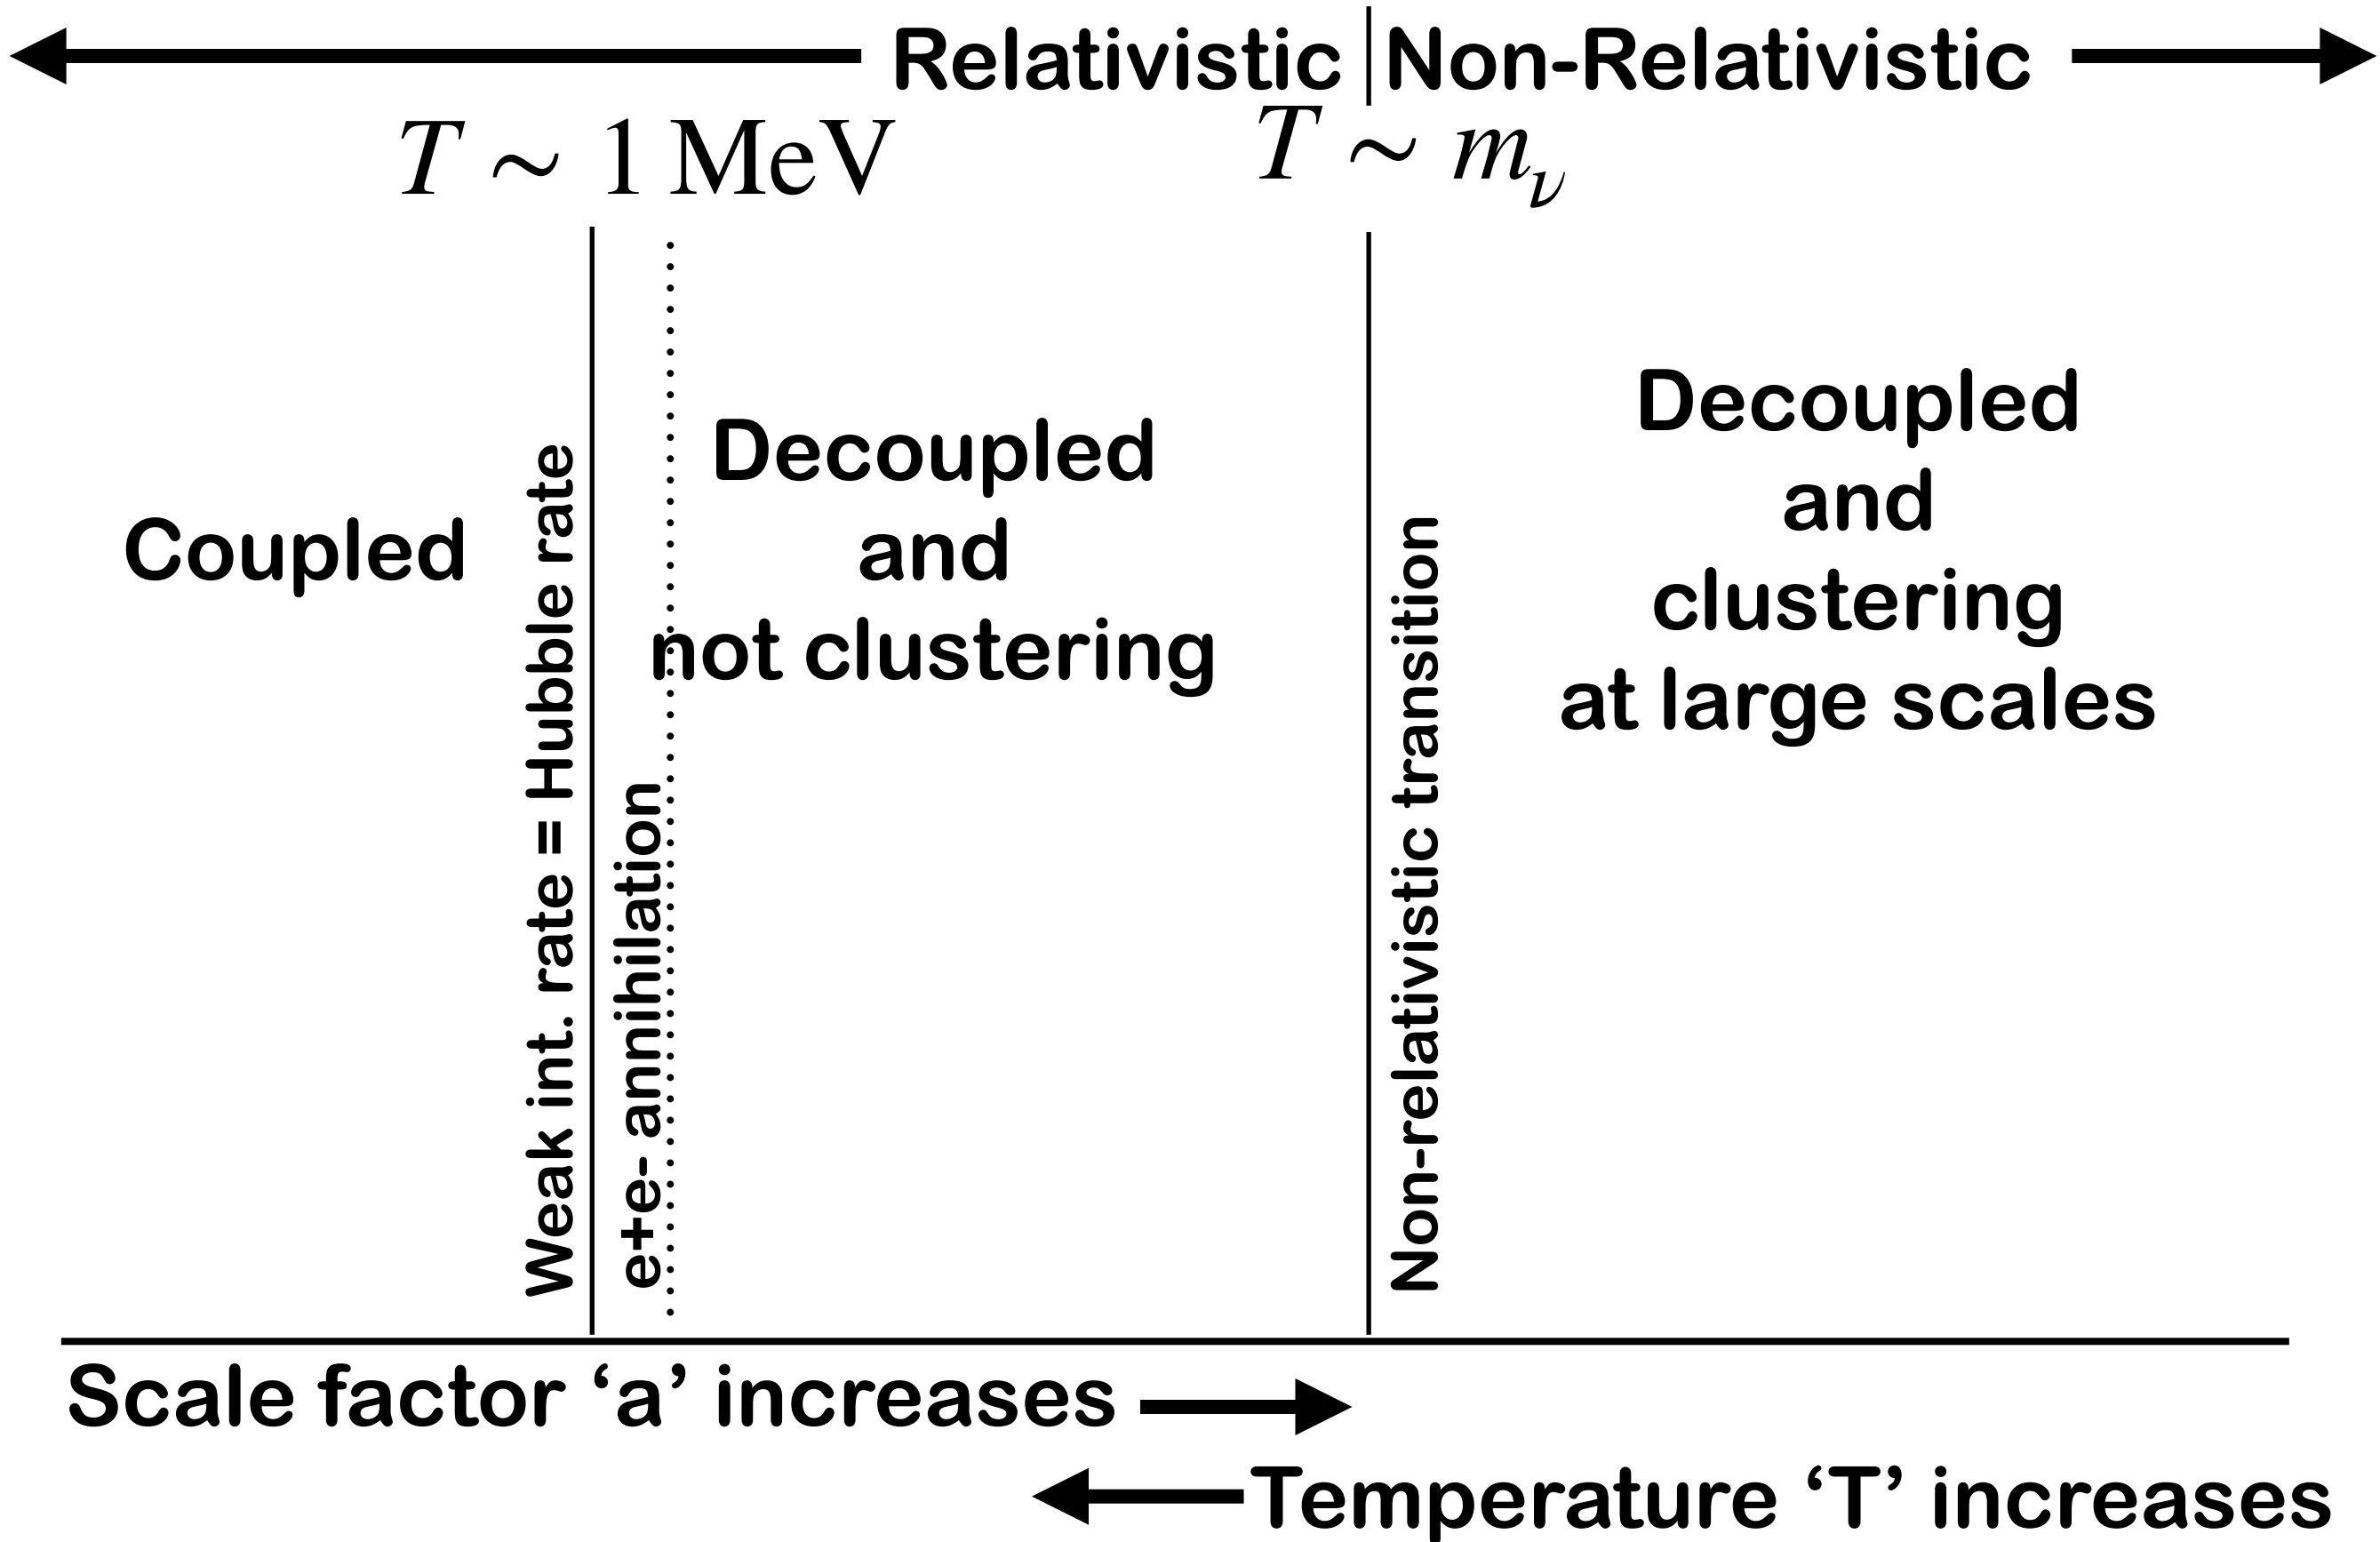 Relativistic
Non-Relativistic
T ∼ 1 MeV
T ∼ mν
Coupled
Weak int. rate = Hubble rate
e+e- annihilation
Decoupled
and
not clustering
Non-relativistic transition
Decoupled
and
clustering
at large scales
Scale factor ‘a’ increases
Temperature ‘T’ increases